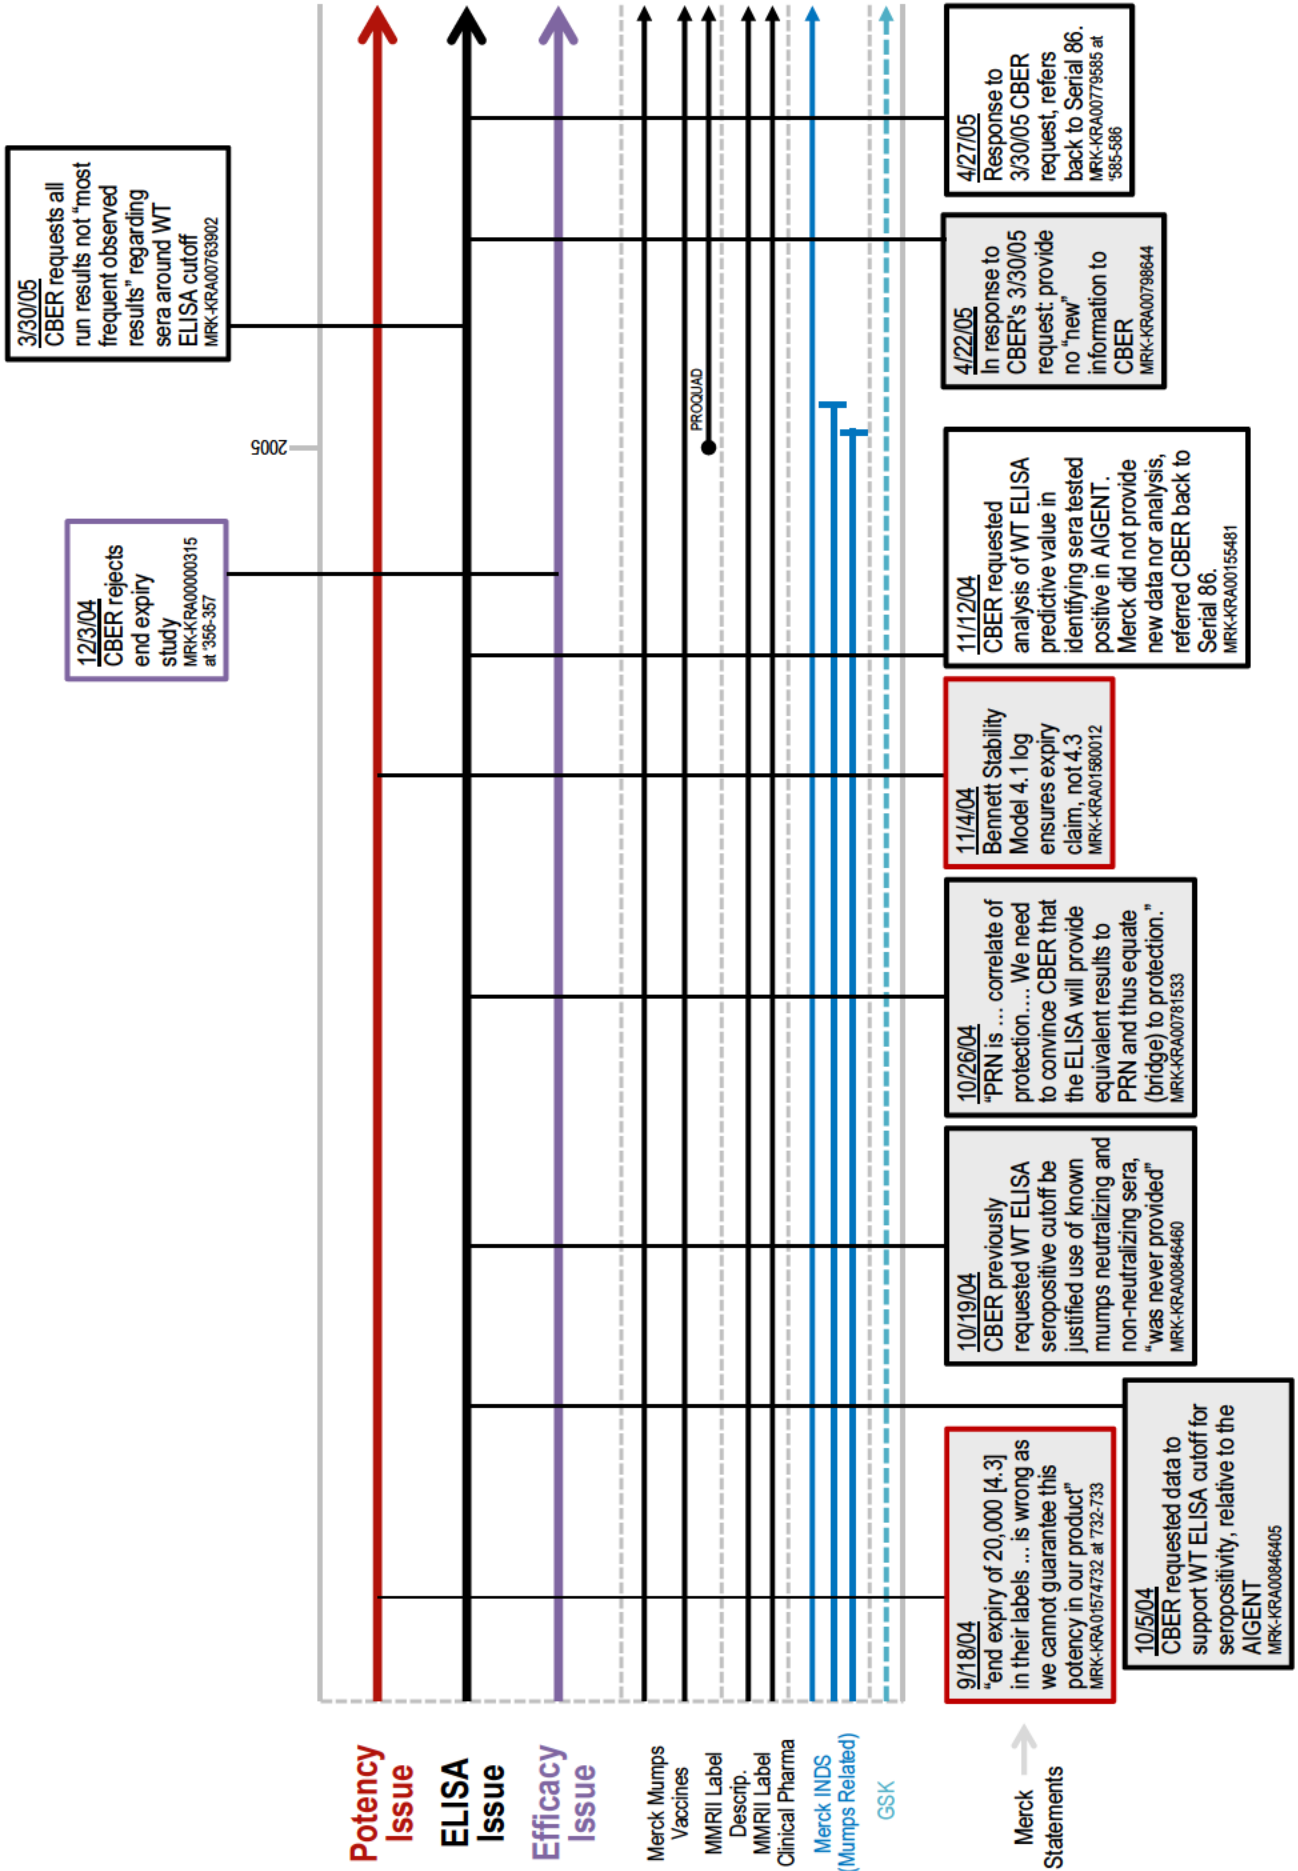 3/30/05
CBER requests all
run results not “most
frequent observed
results” regarding
sera around WT
ELISA cutoff
MRK-KRA00763902
12/3/04
CBER rejects
end expiry
study
MRK-KRA00000315
at '356-357
2005
Potency
Issue
ELISA
Issue
Efficacy
Issue
Merck Mumps
Vaccines
MMRII Label
Descrip.
MMRII Label
Clinical Pharma
Merck INDS
(Mumps Related)
GSK
PROQUAD
Merck
Statements
9/18/04
“end expiry of 20,000 [4.3]
in their labels ... is wrong as
we cannot guarantee this
potency in our product”
MRK-KRA01574732 at '732-733
10/5/04
CBER requested data to
support WT ELISA cutoff for
seropositivity, relative to the
AIGENT
MRK-KRA00846405
10/19/04
CBER previously
requested WT ELISA
seropositive cutoff be
justified use of known
mumps neutralizing and
non-neutralizing sera,
“was never provided”
MRK-KRA00846460
10/26/04
“PRN is ... correlate of
protection.... We need
to convince CBER that
the ELISA will provide
equivalent results to
PRN and thus equate
(bridge) to protection.”
MRK-KRA00781533
11/4/04
Bennett Stability
Model 4.1 log
ensures expiry
claim, not 4.3
MRK-KRA01580012
11/12/04
CBER requested
analysis of WT ELISA
predictive value in
identifying sera tested
positive in AIGENT.
Merck did not provide
new data nor analysis,
referred CBER back to
Serial 86.
MRK-KRA00155481
4/22/05
In response to
CBER's 3/30/05
request: provide
no “new”
information to
CBER
MRK-KRA00798644
4/27/05
Response to
3/30/05 CBER
request, refers
back to Serial 86.
MRK-KRA00779585 at
'585-586